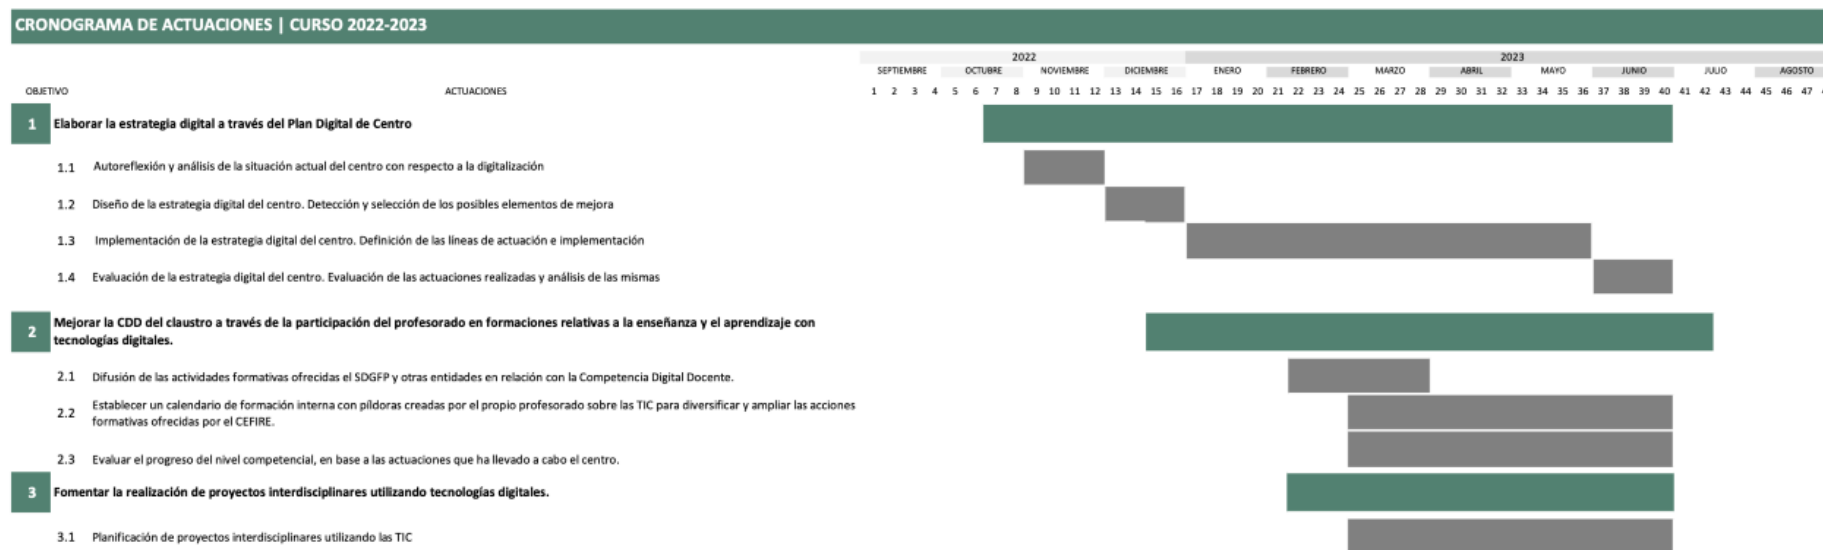 CRONOGRAMA DE ACTUACIONES | CURSO 2022-2023
2022 2023
SEPTIEMBRE OCTUBRE NOVIEMBRE DICIEMBRE ENERO FEBRERO MARZO ABRIL MAYO JUNIO JULIO AGOSTO
OBJETIVO ACTUACIONES 1 2 3 4 5 6 7 8 9 10 11 12 13 14 15 16 17 18 19 20 21 22 23 24 25 26 27 28 29 30 31 32 33 34 35 36 37 38 39 40 41 42 43 44 45 46 47
1 Elaborar la estrategia digital a través del Plan Digital de Centro
1.1 Autoreflexión y análisis de la situación actual del centro con respecto a la digitalización
1.2 Diseño de la estrategia digital del centro. Detección y selección de los posibles elementos de mejora
1.3 Implementación de la estrategia digital del centro. Definición de las líneas de actuación e implementación
1.4 Evaluación de la estrategia digital del centro. Evaluación de las actuaciones realizadas y análisis de las mismas
2 Mejorar la CDD del claustro a través de la participación del profesorado en formaciones relativas a la enseñanza y el aprendizaje con
tecnologías digitales.
2.1 Difusión de las actividades formativas ofrecidas el SDGFP y otras entidades en relación con la Competencia Digital Docente.
2.2 Establecer un calendario de formación interna con píldoras creadas por el propio profesorado sobre las TIC para diversificar y ampliar las acciones
formativas ofrecidas por el CEFIRE.
2.3 Evaluar el progreso del nivel competencial, en base a las actuaciones que ha llevado a cabo el centro.
3 Fomentar la realización de proyectos interdisciplinares utilizando tecnologías digitales.
3.1 Planificación de proyectos interdisciplinares utilizando las TIC